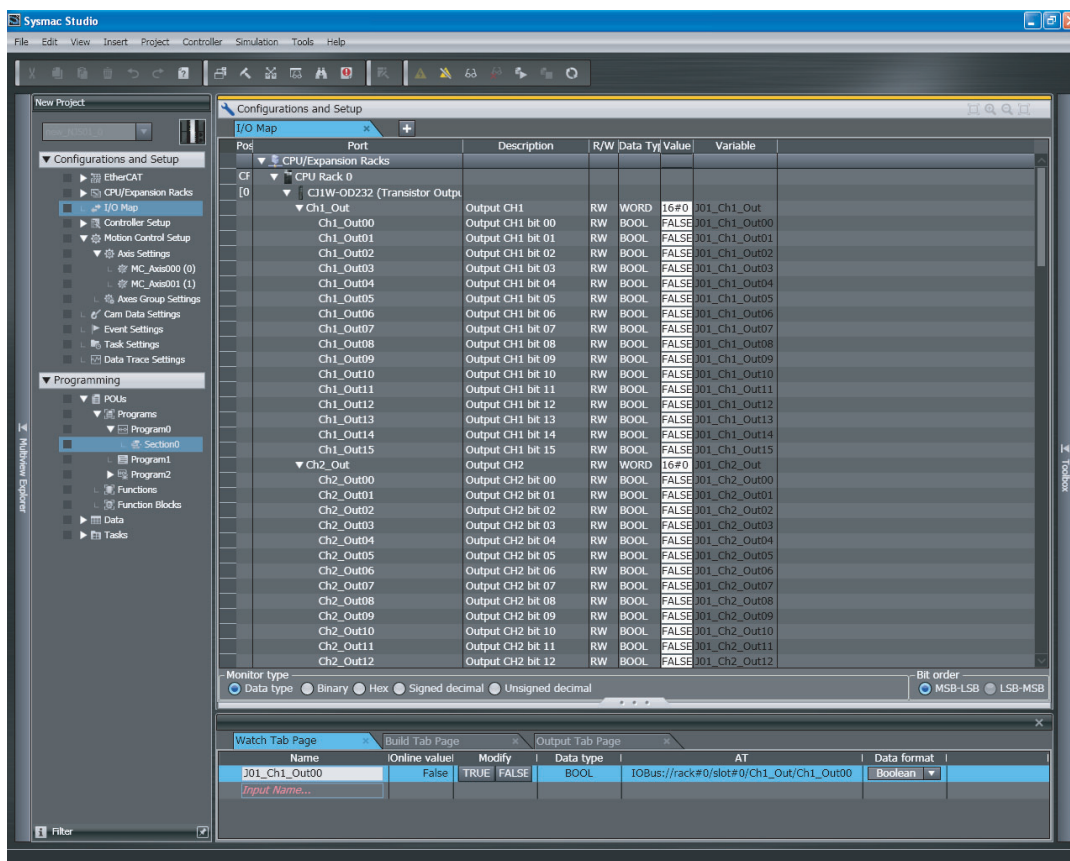 Sysmac Studio
File Edit View Insert Project Controller Simulation Tools Help
New Project
new_NJ501_0
Configurations and Setup
EtherCAT
CPU/Expansion Racks
I/O Map
Controller Setup
Motion Control Setup
Axis Settings
MC_Axis000 (0)
MC_Axis001 (1)
Axes Group Settings
Cam Data Settings
Event Settings
Task Settings
Data Trace Settings
Programming
POUs
Programs
Program0
Section0
Program1
Program2
Functions
Function Blocks
Data
Tasks
Filter
Multiview Explorer
Configurations and Setup
I/O Map
Pos Port Description R/W Data Ty Value Variable
CPU/Expansion Racks
CF CPU Rack 0
[0 CJ1W-OD232 (Transistor Outpu
Ch1_Out Output CH1 RW WORD 16#0 J01_Ch1_Out
Ch1_Out00 Output CH1 bit 00 RW BOOL FALSE J01_Ch1_Out00
Ch1_Out01 Output CH1 bit 01 RW BOOL FALSE J01_Ch1_Out01
Ch1_Out02 Output CH1 bit 02 RW BOOL FALSE J01_Ch1_Out02
Ch1_Out03 Output CH1 bit 03 RW BOOL FALSE J01_Ch1_Out03
Ch1_Out04 Output CH1 bit 04 RW BOOL FALSE J01_Ch1_Out04
Ch1_Out05 Output CH1 bit 05 RW BOOL FALSE J01_Ch1_Out05
Ch1_Out06 Output CH1 bit 06 RW BOOL FALSE J01_Ch1_Out06
Ch1_Out07 Output CH1 bit 07 RW BOOL FALSE J01_Ch1_Out07
Ch1_Out08 Output CH1 bit 08 RW BOOL FALSE J01_Ch1_Out08
Ch1_Out09 Output CH1 bit 09 RW BOOL FALSE J01_Ch1_Out09
Ch1_Out10 Output CH1 bit 10 RW BOOL FALSE J01_Ch1_Out10
Ch1_Out11 Output CH1 bit 11 RW BOOL FALSE J01_Ch1_Out11
Ch1_Out12 Output CH1 bit 12 RW BOOL FALSE J01_Ch1_Out12
Ch1_Out13 Output CH1 bit 13 RW BOOL FALSE J01_Ch1_Out13
Ch1_Out14 Output CH1 bit 14 RW BOOL FALSE J01_Ch1_Out14
Ch1_Out15 Output CH1 bit 15 RW BOOL FALSE J01_Ch1_Out15
Ch2_Out Output CH2 RW WORD 16#0 J01_Ch2_Out
Ch2_Out00 Output CH2 bit 00 RW BOOL FALSE J01_Ch2_Out00
Ch2_Out01 Output CH2 bit 01 RW BOOL FALSE J01_Ch2_Out01
Ch2_Out02 Output CH2 bit 02 RW BOOL FALSE J01_Ch2_Out02
Ch2_Out03 Output CH2 bit 03 RW BOOL FALSE J01_Ch2_Out03
Ch2_Out04 Output CH2 bit 04 RW BOOL FALSE J01_Ch2_Out04
Ch2_Out05 Output CH2 bit 05 RW BOOL FALSE J01_Ch2_Out05
Ch2_Out06 Output CH2 bit 06 RW BOOL FALSE J01_Ch2_Out06
Ch2_Out07 Output CH2 bit 07 RW BOOL FALSE J01_Ch2_Out07
Ch2_Out08 Output CH2 bit 08 RW BOOL FALSE J01_Ch2_Out08
Ch2_Out09 Output CH2 bit 09 RW BOOL FALSE J01_Ch2_Out09
Ch2_Out10 Output CH2 bit 10 RW BOOL FALSE J01_Ch2_Out10
Ch2_Out11 Output CH2 bit 11 RW BOOL FALSE J01_Ch2_Out11
Ch2_Out12 Output CH2 bit 12 RW BOOL FALSE J01_Ch2_Out12
Monitor type Bit order
Data type Binary Hex Signed decimal Unsigned decimal MSB-LSB LSB-MSB
Watch Tab Page Build Tab Page Output Tab Page
Name Online value Modify Data type AT Data format
J01_Ch1_Out00 False TRUE FALSE BOOL IOBus://rack#0/slot#0/Ch1_Out/Ch1_Out00 Boolean
Input Name...
Toolbox